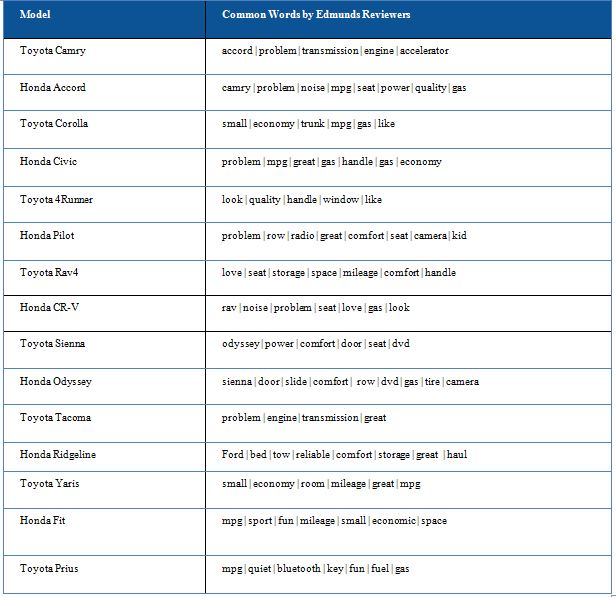 Model Common Words by Edmunds Reviewers
Toyota Camry accord|problem|transmission|engine|accelerator
Honda Accord camry|problem|noise|mpg|seat|power|quality|gas
Toyota Corolla small|economy|trunk|mpg|gas|like
Honda Civic problem|mpg|great|gas|handle|gas|economy
Toyota 4Runner look|quality|handle|window|like
Honda Pilot problem|row|radio|great|comfort|seat|camera|kid
Toyota Rav4 love|seat|storage|space|mileage|comfort|handle
Honda CR-V rav|noise|problem|seat|love|gas|look
Toyota Sienna odyssey|power|comfort|door|seat|dvd
Honda Odyssey sienna|door|slide|comfort| row|dvd|gas|tire|camera
Toyota Tacoma problem|engine|transmission|great
Honda Ridgeline Ford|bed|tow|reliable|comfort|storage|great |haul
Toyota Yaris small|economy|room|mileage|great|mpg
Honda Fit mpg|sport|fun|mileage|small|economic|space
Toyota Prius mpg|quiet|bluetooth|key|fun|fuel|gas